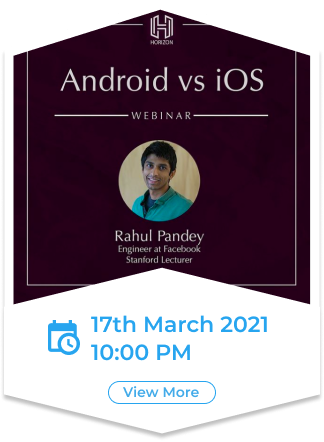 HORIZON
Android vs iOS
WEBINAR
Rahul Pandey
Engineer at Facebook
Stanford Lecturer
17th March 2021
10:00 PM
View More